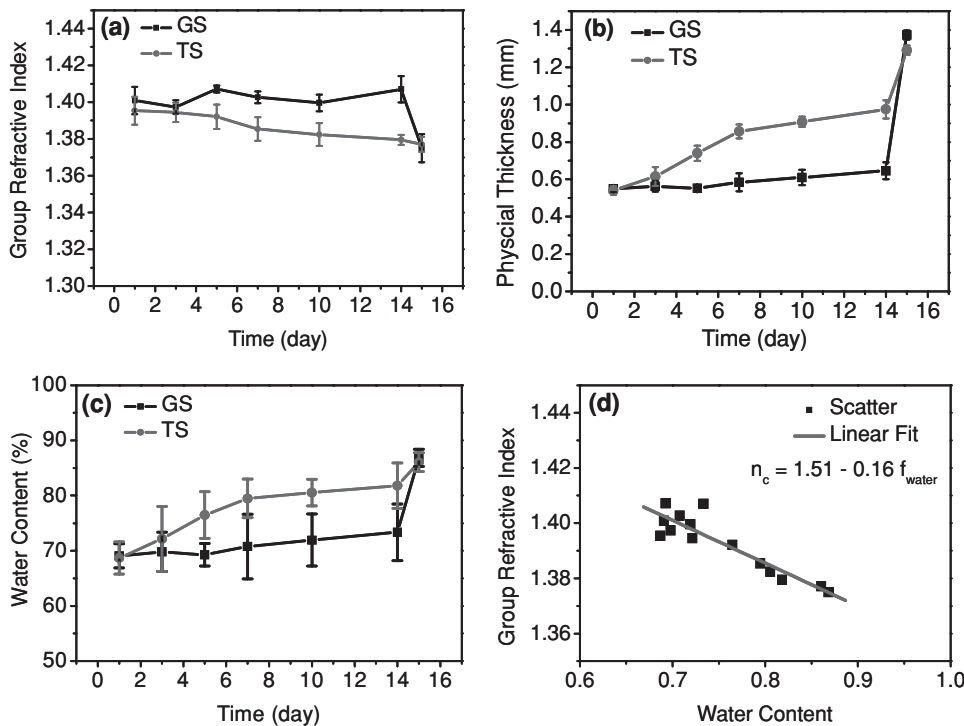 (a)
GS
TS
1.44
1.42
1.40
1.38
1.36
1.34
1.32
1.30
Group Refractive Index
0 2 4 6 8 10 12 14 16
Time (day)
(b)
GS
TS
1.4
1.2
1.0
0.8
0.6
0.4
0.2
0.0
Physcial Thickness (mm)
0 2 4 6 8 10 12 14 16
Time (day)
(c)
GS
TS
100
90
80
70
60
50
Water Content (%)
0 2 4 6 8 10 12 14 16
Time (day)
(d)
Scatter
Linear Fit
n_c = 1.51 - 0.16 f_water
1.44
1.42
1.40
1.38
1.36
Group Refractive Index
0.6 0.7 0.8 0.9 1.0
Water Content